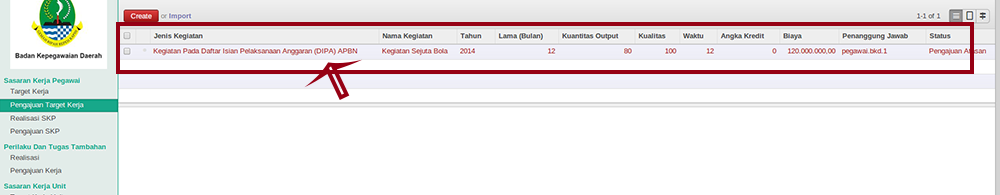 Badan Kepegawaian Daerah
Sasaran Kerja Pegawai
Target Kerja
Pengajuan Target Kerja
Realisasi SKP
Pengajuan SKP
Perilaku Dan Tugas Tambahan
Realisasi
Pengajuan Kerja
Sasaran Kerja Unit
Create or Import 1-1 of 1
Jenis Kegiatan Nama Kegiatan Tahun Lama (Bulan) Kuantitas Output Kualitas Waktu Angka Kredit Biaya Penanggung Jawab Status
Kegiatan Pada Daftar Isian Pelaksanaan Anggaran (DIPA) APBN Kegiatan Sejuta Bola 2014 12 80 100 12 0 120.000.000,00 pegawai.bkd.1 Pengajuan Atasan